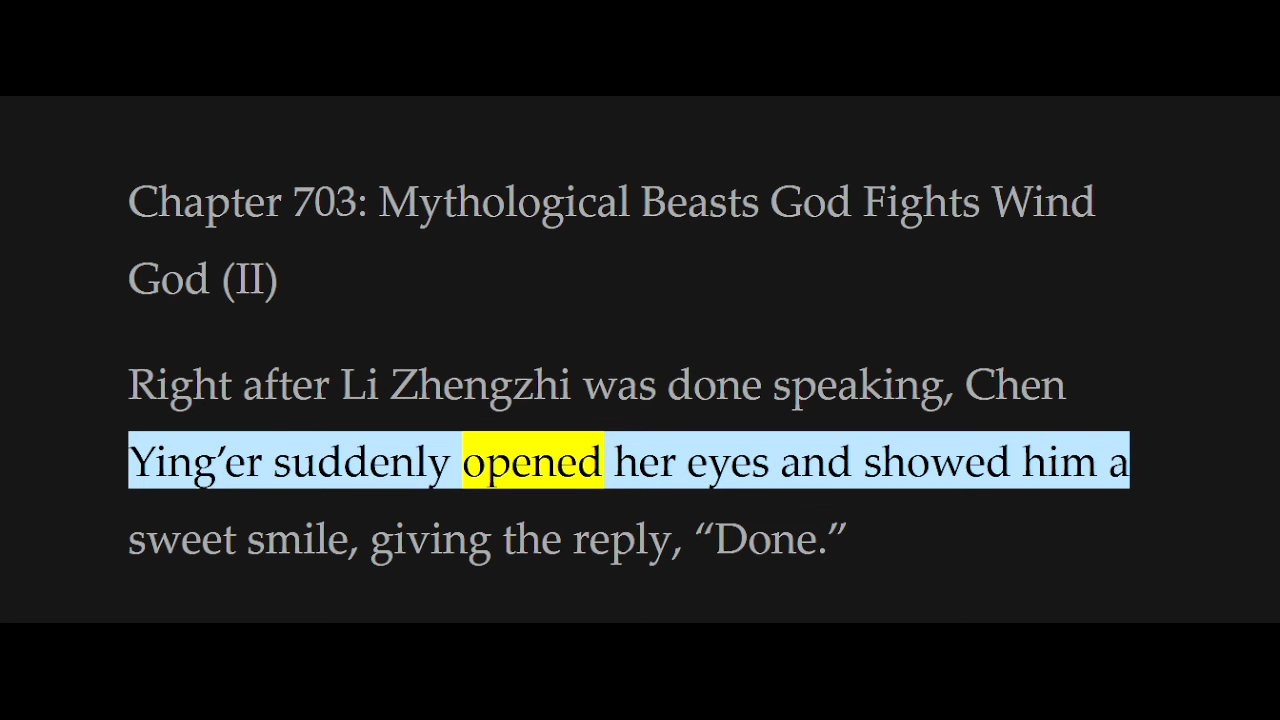 Chapter 703: Mythological Beasts God Fights Wind
God (II)
Right after Li Zhengzhi was done speaking, Chen
Ying’er suddenly opened her eyes and showed him a
sweet smile, giving the reply, “Done.”